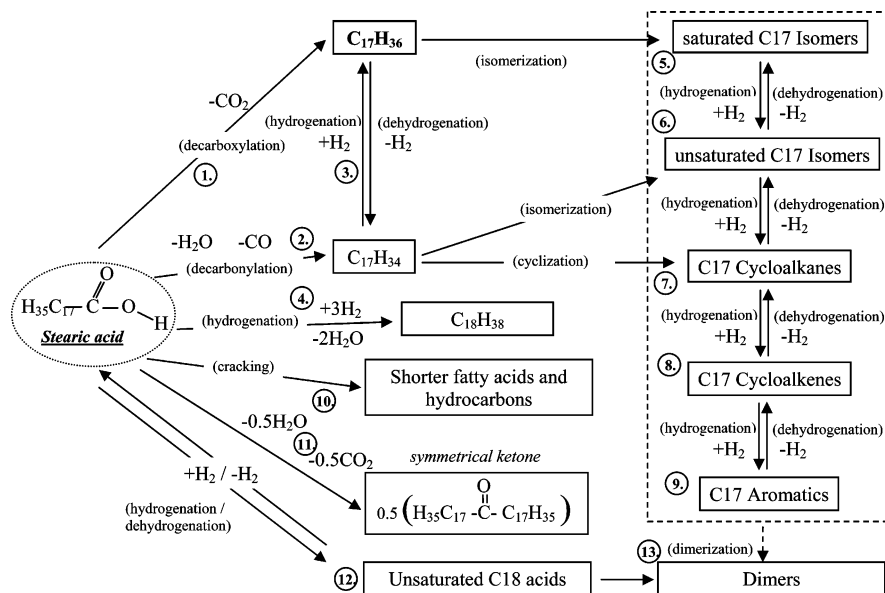 C17H36
saturated C17 Isomers
(isomerization)
5.
-CO2
(hydrogenation)
+H2
(dehydrogenation)
-H2
(hydrogenation)
+H2
(dehydrogenation)
-H2
(decarboxylation)
1.
3.
6.
unsaturated C17 Isomers
-H2O -CO
2.
(decarbonylation)
C17H34
(isomerization)
(cyclization)
(hydrogenation)
+H2
(dehydrogenation)
-H2
C17 Cycloalkanes
7.
O
H35C17 C O
H
Stearic acid
4.
+3H2
(hydrogenation)
-2H2O
C18H38
(hydrogenation)
+H2
(dehydrogenation)
-H2
(cracking)
10.
Shorter fatty acids and
hydrocarbons
8.
C17 Cycloalkenes
-0.5H2O
11.
-0.5CO2
(hydrogenation)
+H2
(dehydrogenation)
-H2
symmetrical ketone
O
0.5 (H35C17 -C- C17H35)
9.
C17 Aromatics
+H2 / -H2
(hydrogenation /
dehydrogenation)
12.
Unsaturated C18 acids
13.
(dimerization)
Dimers